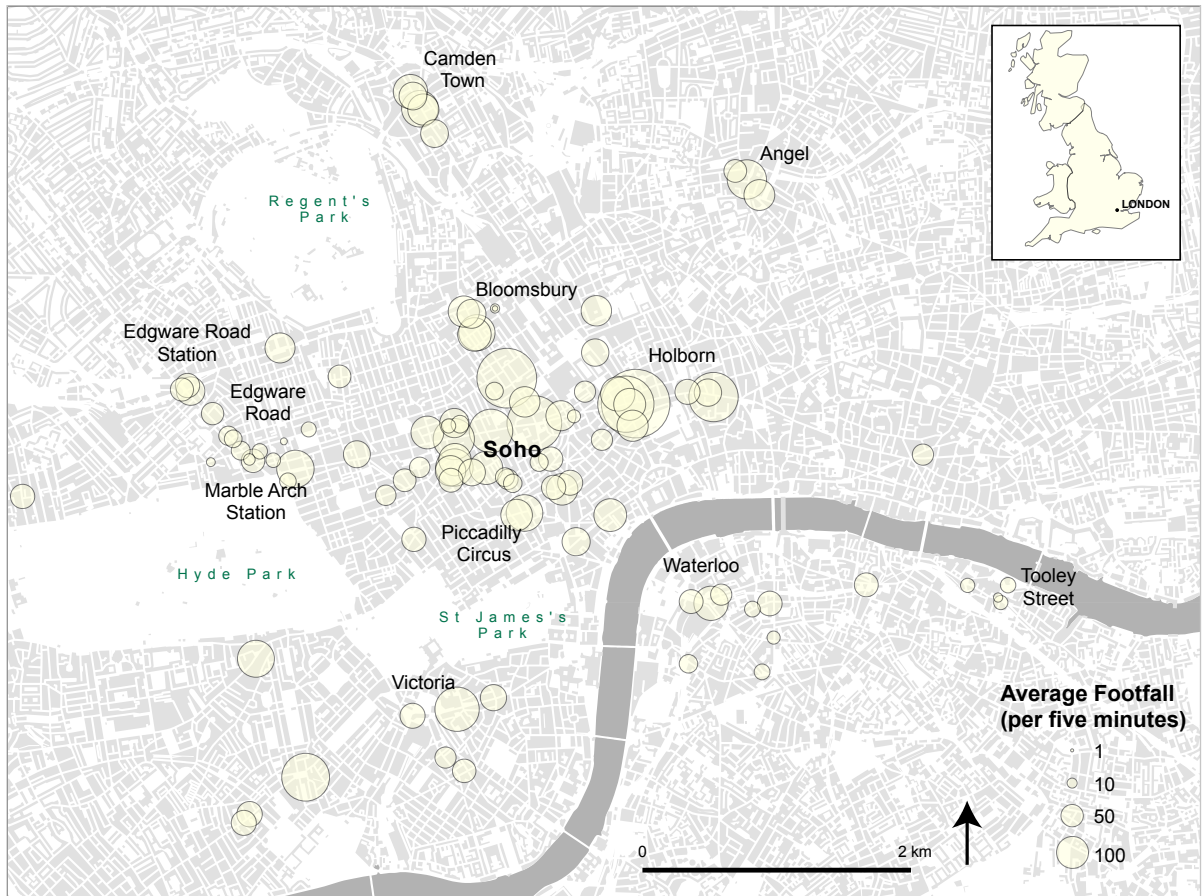 Camden
Town
Angel
LONDON
Regent's
Park
Bloomsbury
Edgware Road
Station
Holborn
Edgware
Road
Soho
Marble Arch
Station
Piccadilly
Circus
Hyde Park
Waterloo
Tooley
Street
St James's
Park
Victoria
Average Footfall
(per five minutes)
1
10
50
100
0
2 km